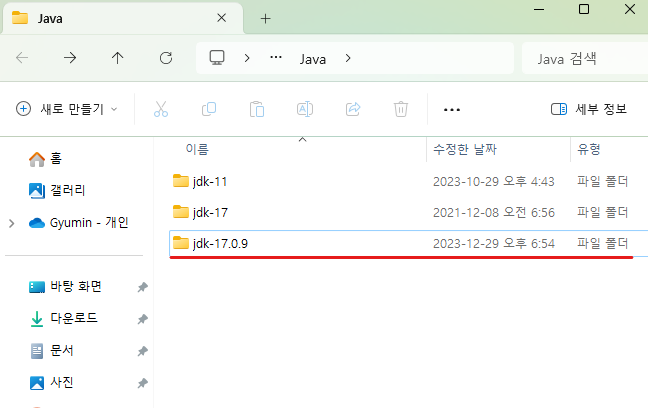 Java
Java
Java 검색
새로 만들기
세부 정보
이름 수정한 날짜 유형
홈
갤러리
Gyumin - 개인
바탕 화면
다운로드
문서
사진
jdk-11 2023-10-29 오후 4:43 파일 폴더
jdk-17 2021-12-08 오전 6:56 파일 폴더
jdk-17.0.9 2023-12-29 오후 6:54 파일 폴더